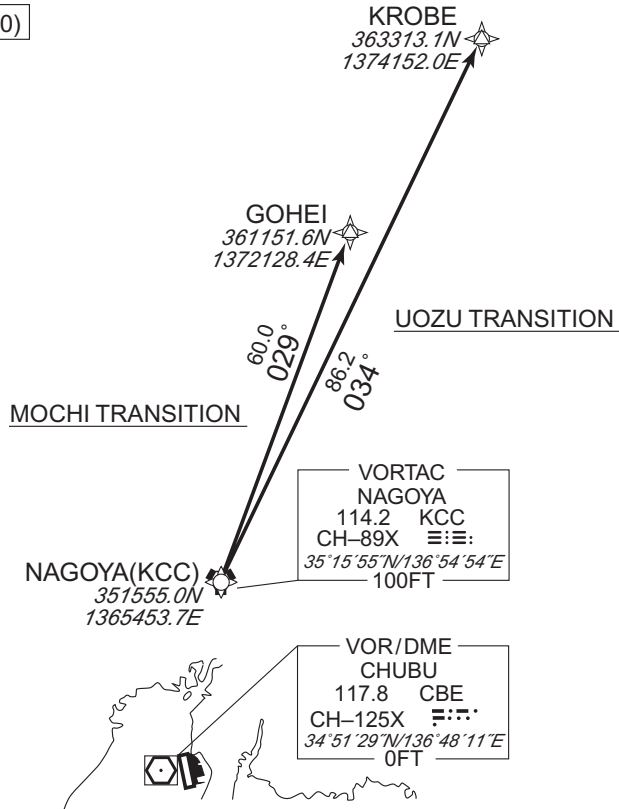 0)
KROBE
363313.1N
1374152.0E
GOHEI
361151.6N
1372128.4E
UOZU TRANSITION
60.0
029°
86.2
034°
MOCHI TRANSITION
VORTAC
NAGOYA
114.2 KCC
CH–89X
35°15´55˝N/136°54´54˝E
100FT
NAGOYA(KCC)
351555.0N
1365453.7E
VOR/DME
CHUBU
117.8 CBE
CH–125X
34°51´29˝N/136°48´11˝E
0FT